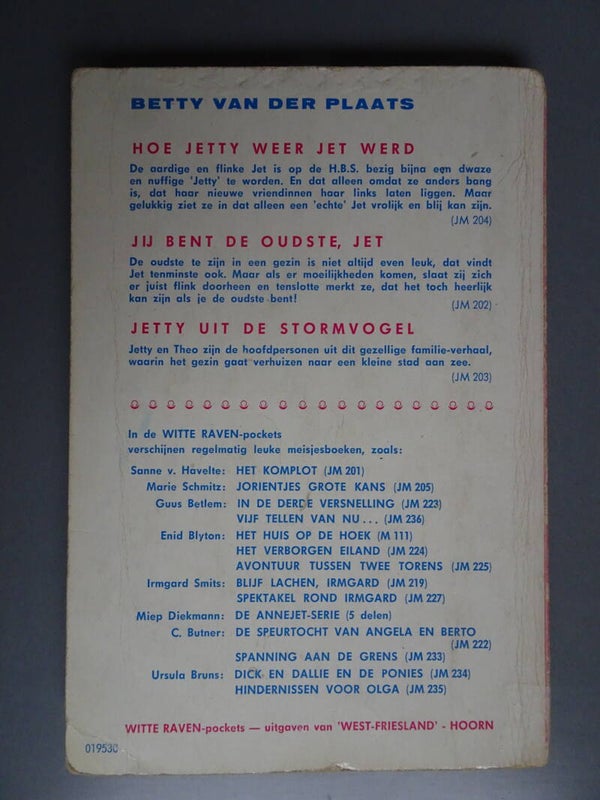 BETTY VAN DER PLAATS
HOE JETTY WEER JET WERD
De aardige en flinke Jet is op de H.B.S. bezig bijna een dwaze
en nuffige 'Jetty' te worden. En dat alleen omdat ze anders bang
is, dat haar nieuwe vriendinnen haar links laten liggen. Maar
gelukkig ziet ze in dat alleen een 'echte' Jet vrolijk en blij kan zijn.
(JM 204)
JIJ BENT DE OUDSTE, JET
De oudste te zijn in een gezin is niet altijd even leuk, dat vindt
Jet tenminste ook. Maar als er moeilijkheden komen, slaat zij zich
er juist flink doorheen en tenslotte merkt ze, dat het toch heerlijk
kan zijn als je de oudste bent!
(JM 202)
JETTY UIT DE STORMVOGEL
Jetty en Theo zijn de hoofdpersonen uit dit gezellige familie-verhaal,
waarin het gezin gaat verhuizen naar een kleine stad aan zee.
(JM 203)
In de WITTE RAVEN-pockets
verschijnen regelmatig leuke meisjesboeken, zoals:
Sanne v. Havelte: HET KOMPLOT (JM 201)
Marie Schmitz: JORIENTJES GROTE KANS (JM 205)
Guus Betlem: IN DE DERDE VERSNELLING (JM 223)
VIJF TELLEN VAN NU... (JM 236)
Enid Blyton: HET HUIS OP DE HOEK (M 111)
HET VERBORGEN EILAND (JM 224)
AVONTUUR TUSSEN TWEE TORENS (JM 225)
Irmgard Smits: BLIJF LACHEN, IRMGARD (JM 219)
SPEKTAKEL ROND IRMGARD (JM 227)
Miep Diekmann: DE ANNEJET-SERIE (5 delen)
C. Butner: DE SPEURTOCHT VAN ANGELA EN BERTO
(JM 222)
SPANNING AAN DE GRENS (JM 233)
Ursula Bruns: DICK EN DALLIE EN DE PONIES (JM 234)
HINDERNISSEN VOOR OLGA (JM 235)
WITTE RAVEN-pockets — uitgaven van 'WEST-FRIESLAND' - HOORN
019530